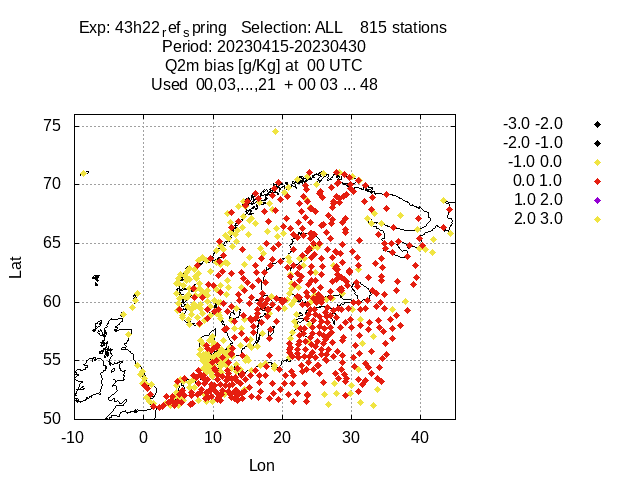 Exp: 43h22ref spring   Selection: ALL    815 stations
Period: 20230415-20230430
Q2m bias [g/Kg] at  00 UTC
Used  00,03,...,21  + 00 03 ... 48
-3.0 -2.0
-2.0 -1.0
-1.0 0.0
0.0 1.0
1.0 2.0
2.0 3.0
75
70
65
60
55
50
Lat
-10 0 10 20 30 40
Lon